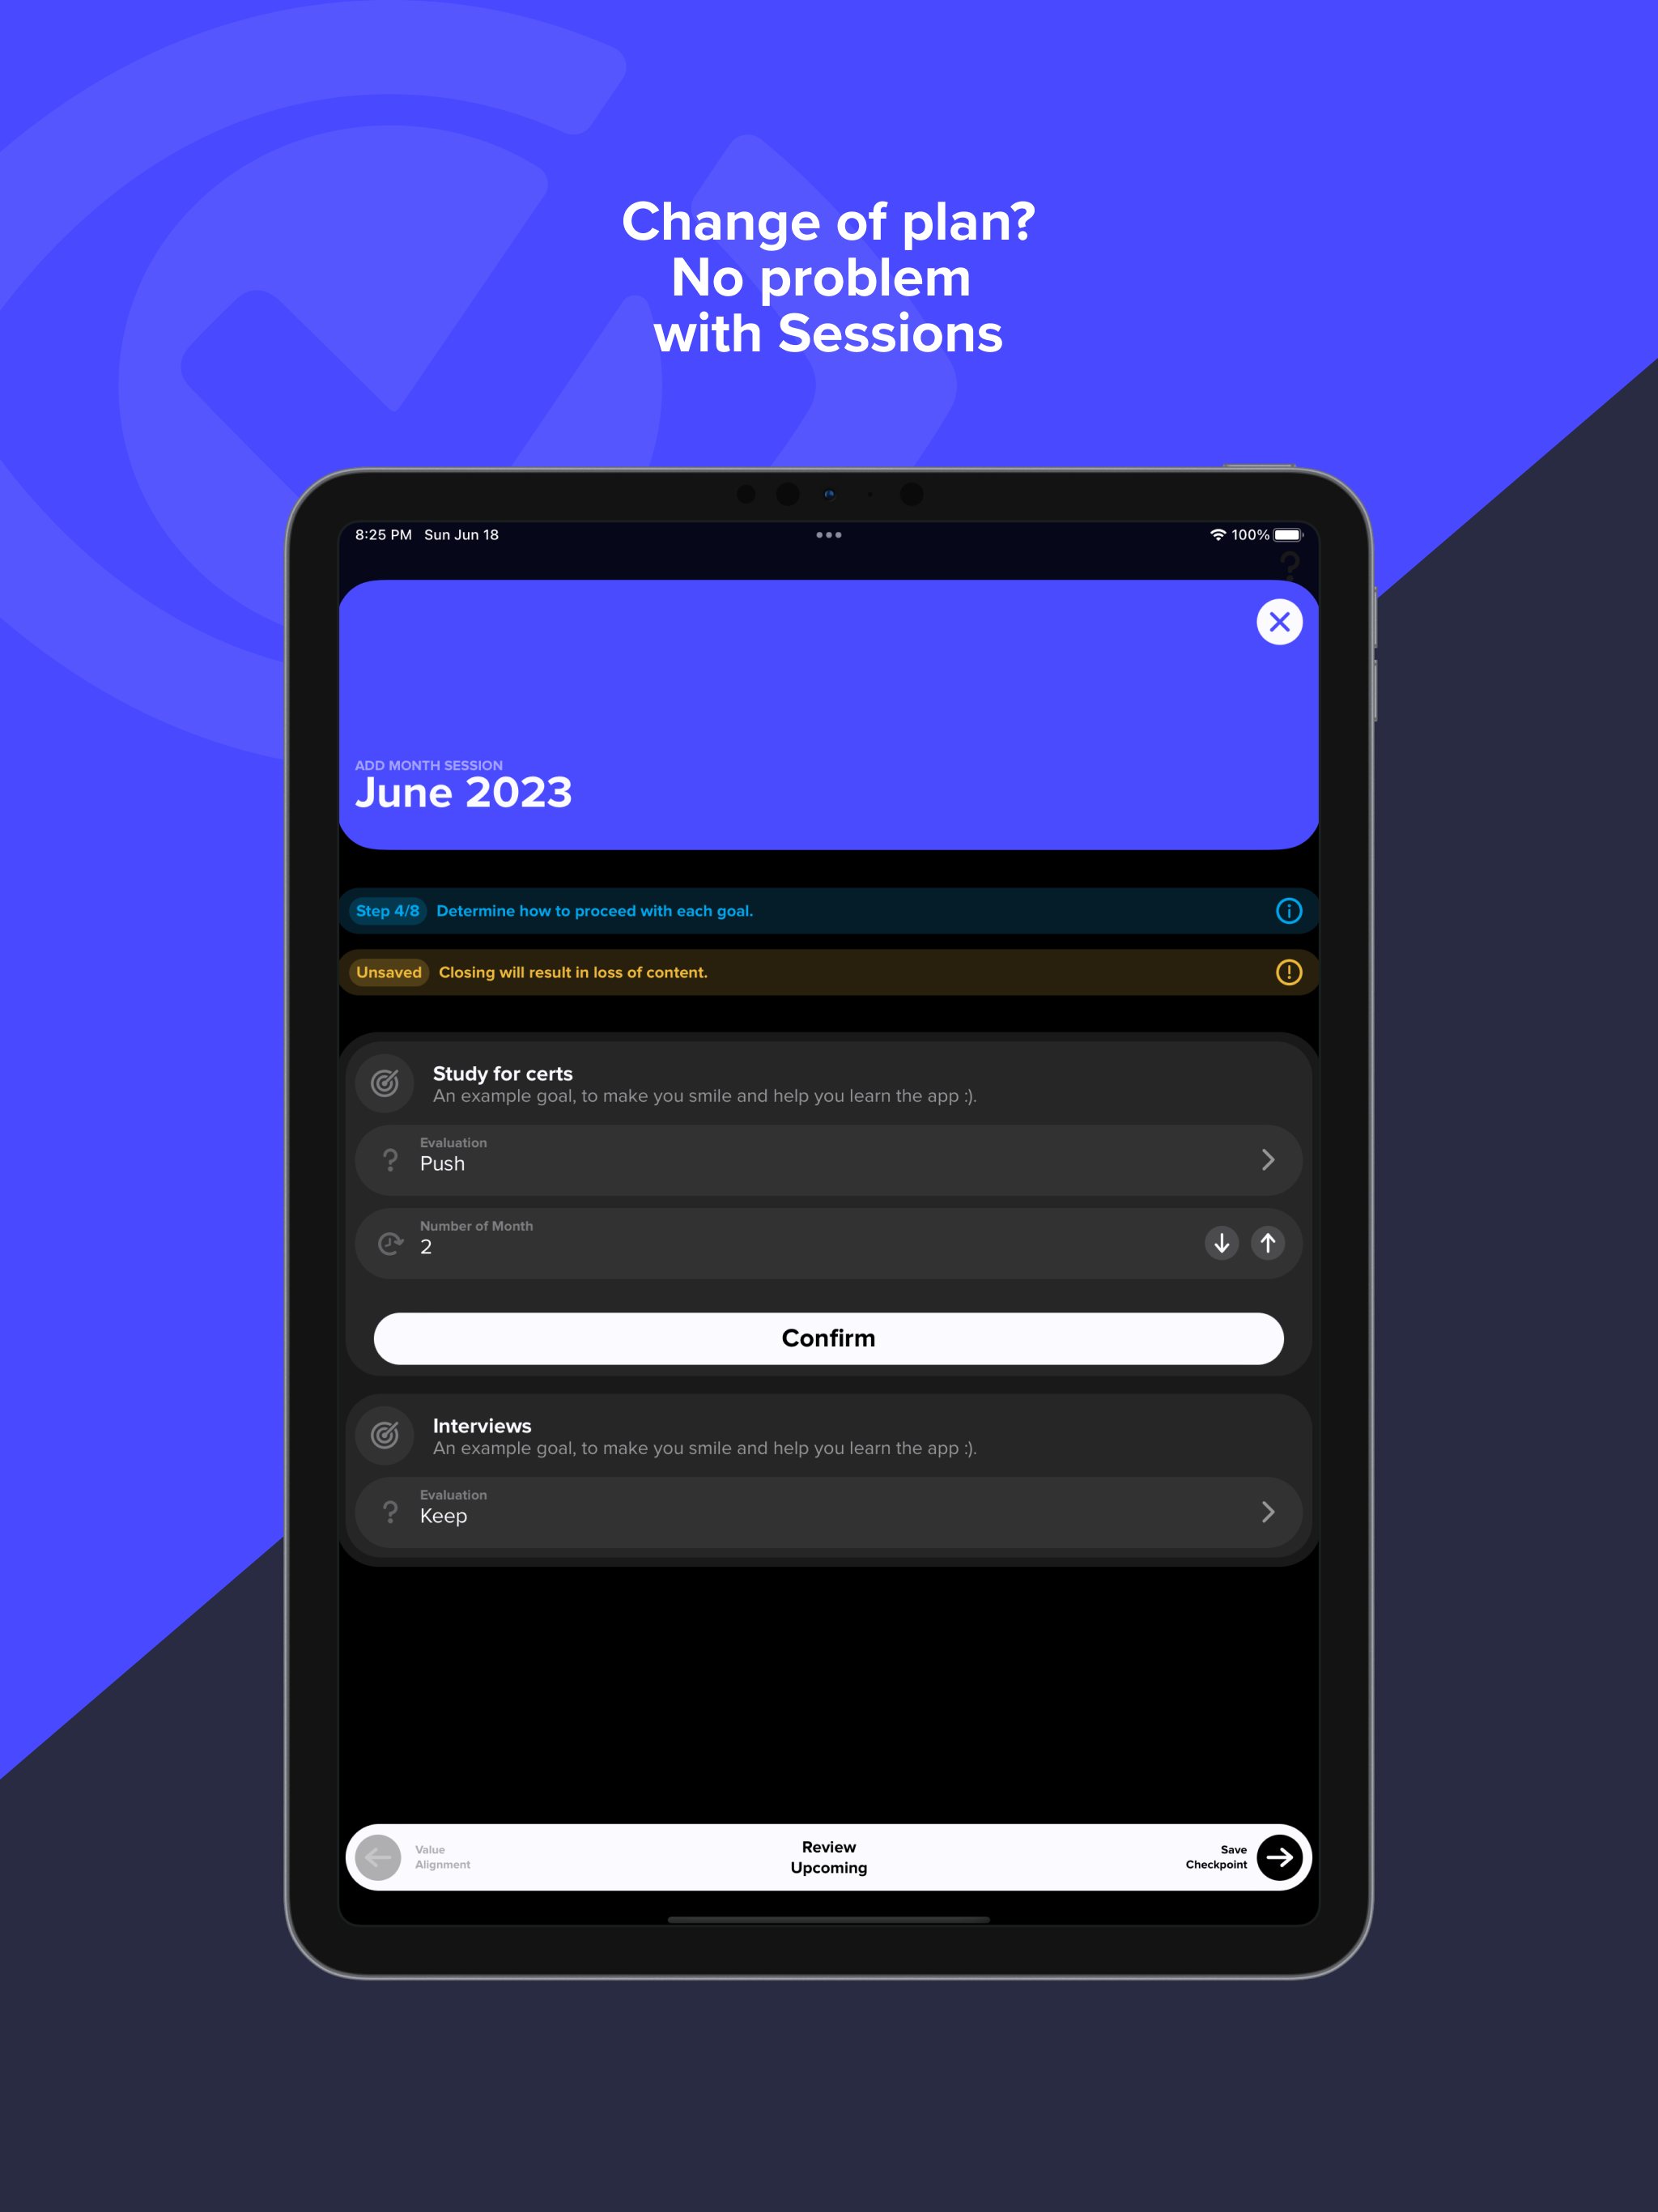 Change of plan?
No problem
with Sessions
8:25 PM Sun Jun 18
100%
?
ADD MONTH SESSION
June 2023
Step 4/8 Determine how to proceed with each goal.
Unsaved Closing will result in loss of content.
Study for certs
An example goal, to make you smile and help you learn the app :).
Evaluation
? Push
Number of Month
2
Confirm
Interviews
An example goal, to make you smile and help you learn the app :).
Evaluation
? Keep
Value
Alignment
Review
Upcoming
Save
Checkpoint